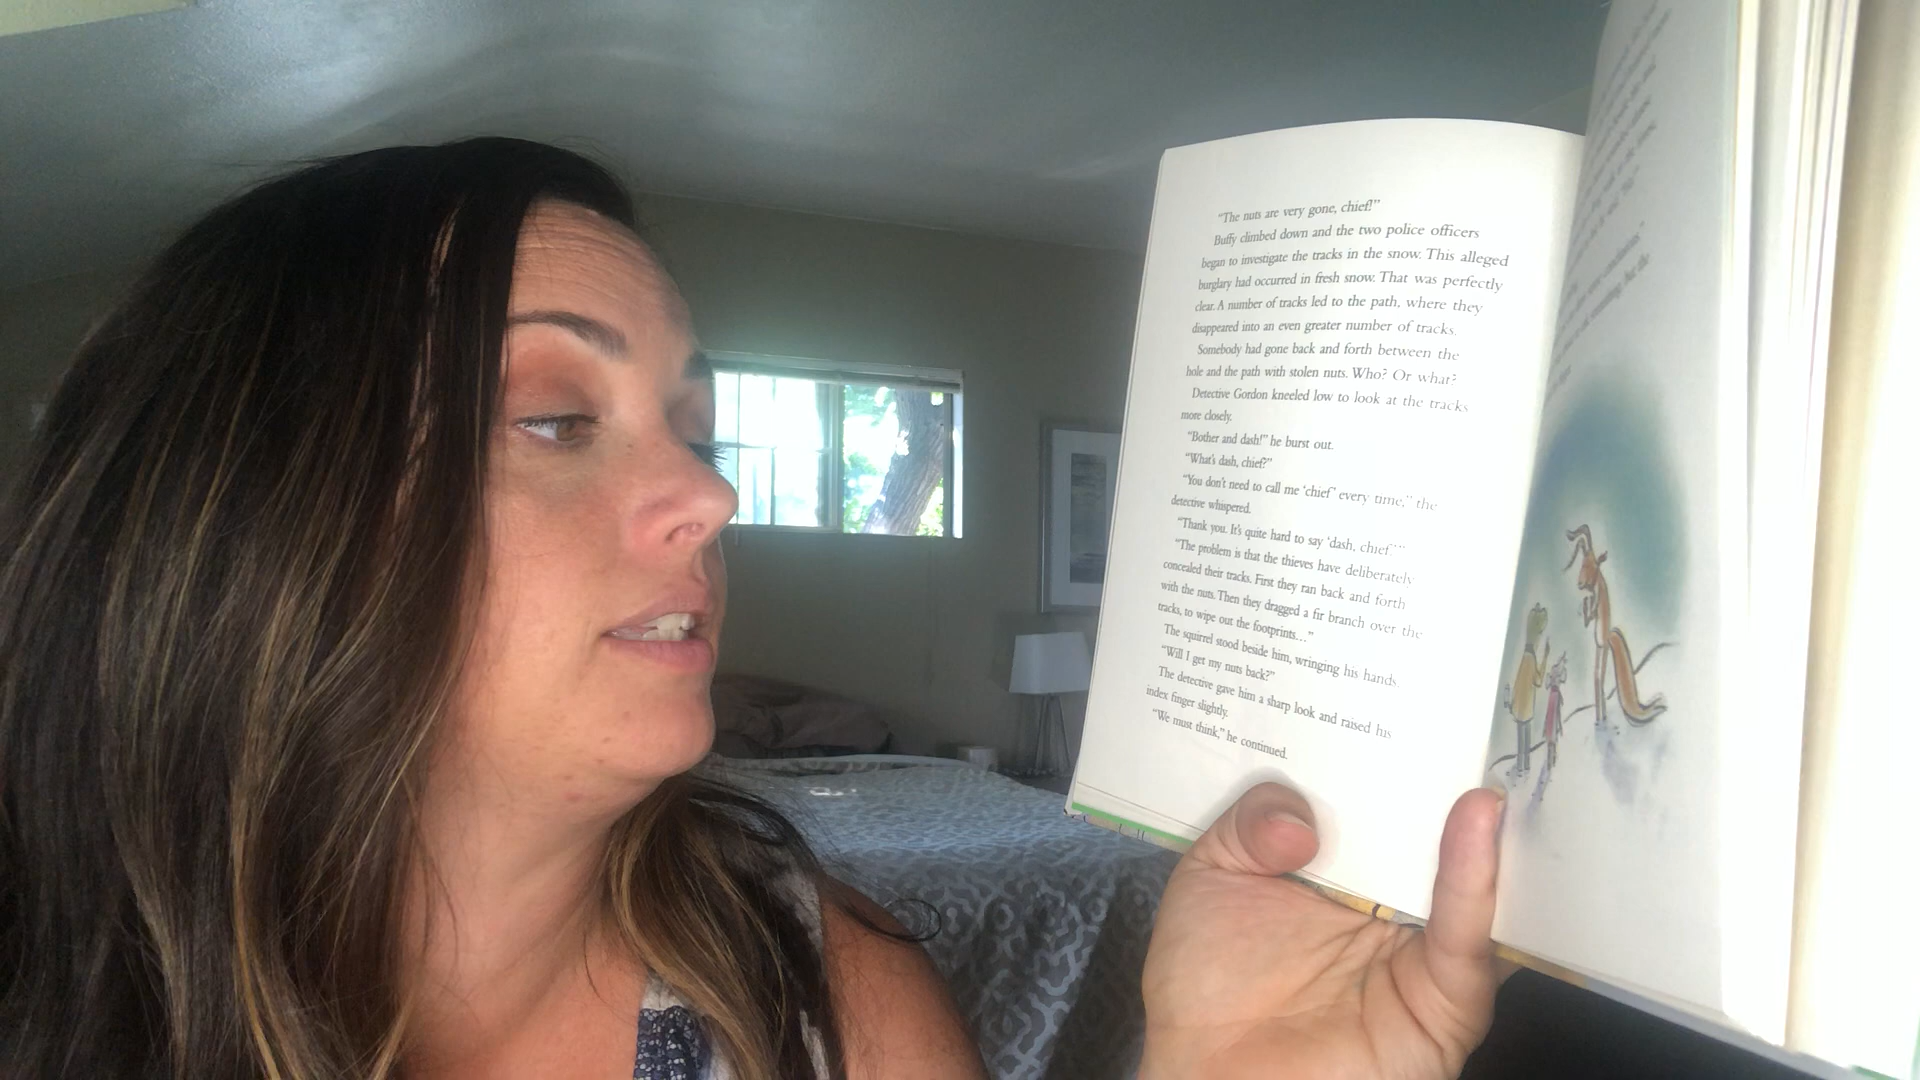 “The nuts are very gone, chief!”
Buffy climbed down and the two police officers
began to investigate the tracks in the snow. This alleged
burglary had occurred in fresh snow. That was perfectly
clear. A number of tracks led to the path, where they
disappeared into an even greater number of tracks.
Somebody had gone back and forth between the
hole and the path with stolen nuts. Who? Or what?
Detective Gordon kneeled low to look at the tracks
more closely.
“Bother and dash!” he burst out.
“What’s dash, chief?”
“You don’t need to call me ‘chief’ every time,” the
detective whispered.
“Thank you. It’s quite hard to say ‘dash, chief’ ”
“The problem is that the thieves have deliberately
concealed their tracks. First they ran back and forth
with the nuts. Then they dragged a fir branch over the
tracks, to wipe out the footprints…”
The squirrel stood beside him, wringing his hands.
“Will I get my nuts back?”
The detective gave him a sharp look and raised his
index finger slightly.
“We must think,” he continued.